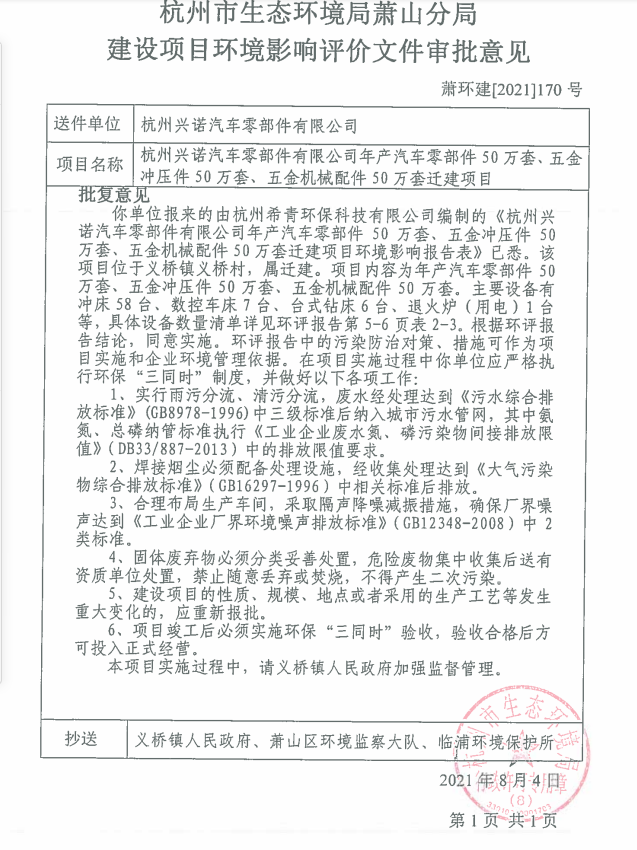 杭州市生态环境局萧山分局
建设项目环境影响评价文件审批意见
萧环建[2021]170 号
送件单位 杭州兴诺汽车零部件有限公司
项目名称 杭州兴诺汽车零部件有限公司年产汽车零部件 50 万套、五金
冲压件 50 万套、五金机械配件 50 万套迁建项目
批复意见
你单位报来的由杭州希青环保科技有限公司编制的《杭州兴
诺汽车零部件有限公司年产汽车零部件 50 万套、五金冲压件 50
万套、五金机械配件 50 万套迁建项目环境影响报告表》已悉。该
项目位于义桥镇义桥村，属迁建。项目内容为年产汽车零部件 50
万套、五金冲压件 50 万套、五金机械配件 50 万套。主要设备有
冲床 58 台、数控车床 7 台、台式钻床 6 台、退火炉（用电）1 台
等，具体设备数量清单详见环评报告第 5-6 页表 2-3。根据环评报
告结论，同意实施。环评报告中的污染防治对策、措施可作为项
目实施和企业环境管理依据。在项目实施过程中你单位应严格执
行环保“三同时”制度，并做好以下各项工作：
1、实行雨污分流、清污分流，废水经处理达到《污水综合排
放标准》(GB8978-1996)中三级标准后纳入城市污水管网，其中氨
氮、总磷纳管标准执行《工业企业废水氮、磷污染物间接排放限
值》（DB33/887-2013）中的排放限值要求。
2、焊接烟尘必须配备处理设施，经收集处理达到《大气污染
物综合排放标准》（GB16297-1996）中相关标准后排放。
3、合理布局生产车间，采取隔声降噪减振措施，确保厂界噪
声达到《工业企业厂界环境噪声排放标准》（GB12348-2008）中 2
类标准。
4、固体废弃物必须分类妥善处置，危险废物集中收集后送有
资质单位处置，禁止随意丢弃或焚烧，不得产生二次污染。
5、建设项目的性质、规模、地点或者采用的生产工艺等发生
重大变化的，应重新报批。
6、项目竣工后必须实施环保“三同时”验收，验收合格后方
可投入正式经营。
本项目实施过程中，请义桥镇人民政府加强监督管理。
抄送 义桥镇人民政府、萧山区环境监察大队、临浦环境保护所
杭州市生态环境局
行政许可专用章
(8)
2021 年 8 月 4 日
第 1 页 共 1 页